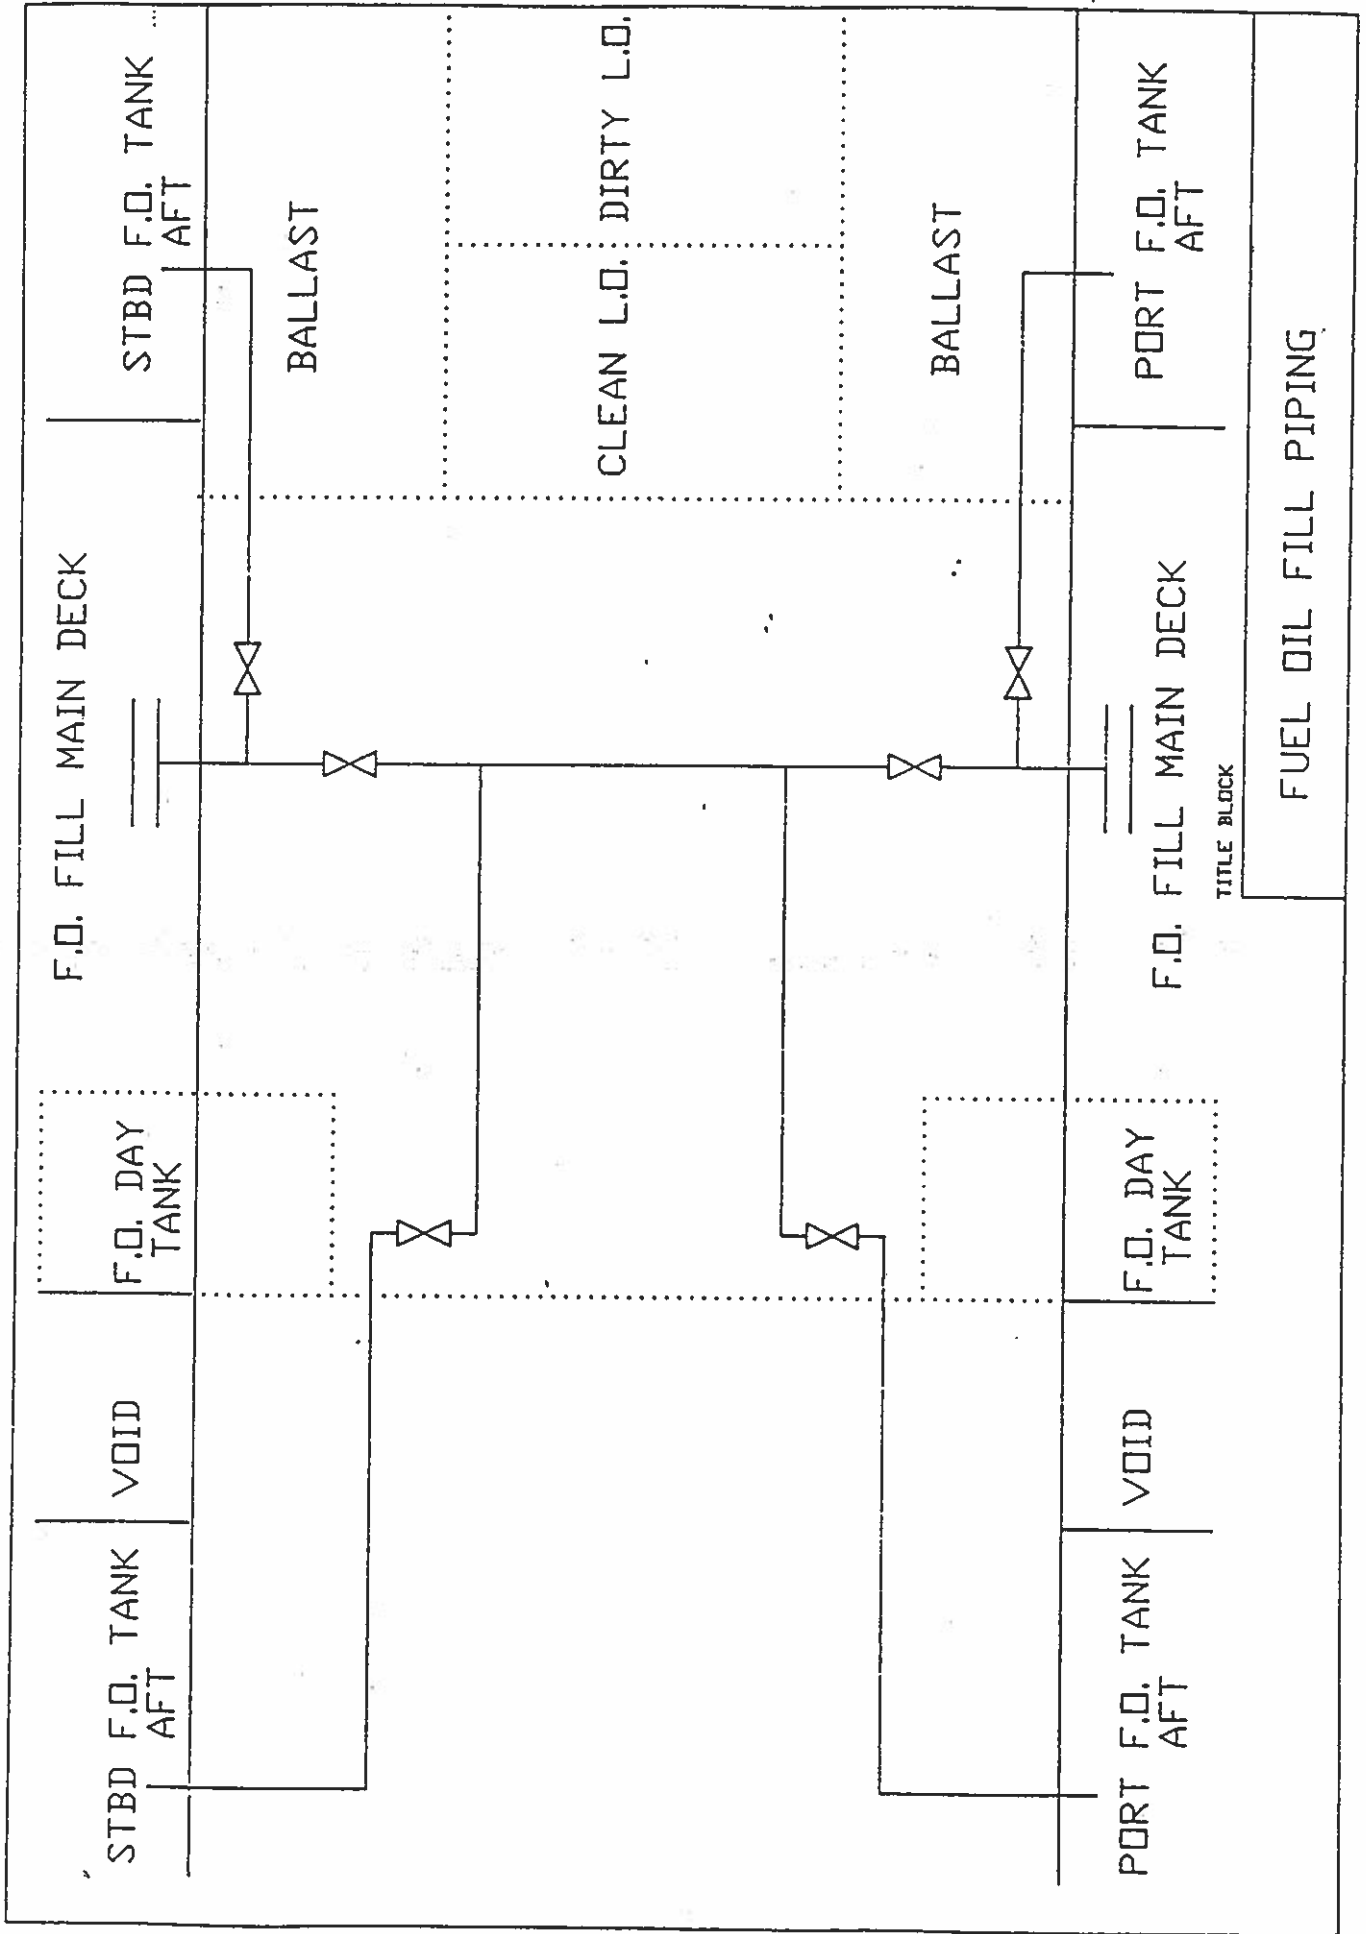 STBD F.O. TANK
AFT
VOID
F.O. DAY
TANK
F.O. FILL MAIN DECK
STBD F.O. TANK
AFT
BALLAST
CLEAN L.O.
DIRTY L.O.
BALLAST
PORT F.O. TANK
AFT
VOID
F.O. DAY
TANK
F.O. FILL MAIN DECK
PORT F.O. TANK
AFT
TITLE BLOCK
FUEL OIL FILL PIPING